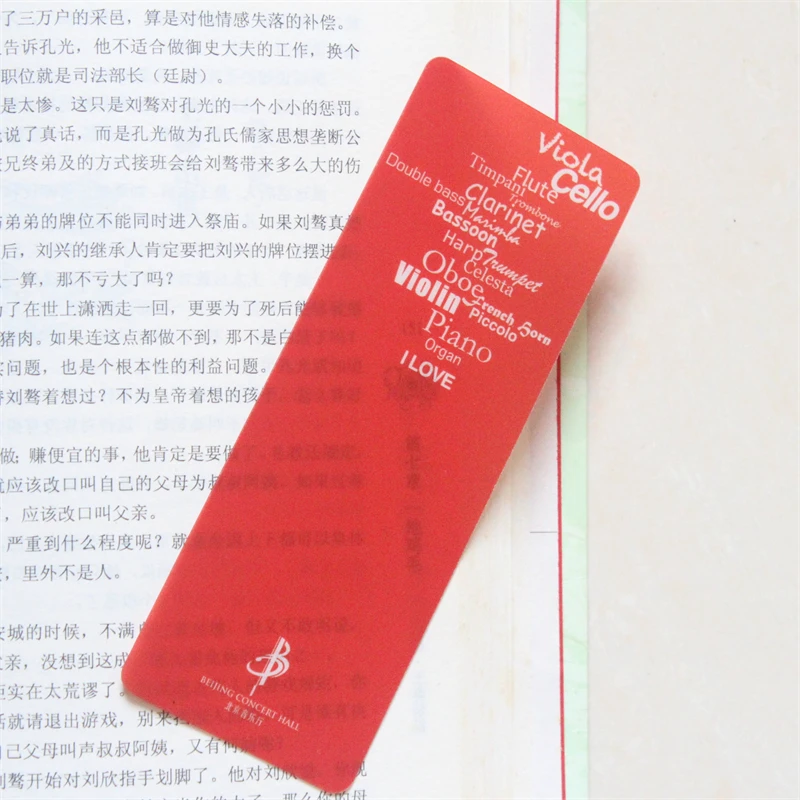 了三万户的采邑，算是对他情感失落的补偿。
告诉孔光，他不适合做御史大夫的工作，换个
职位就是司法部长（廷尉）。
是太惨。这只是刘骜对孔光的一个小小的惩罚。
说了真话，而是孔光做为孔氏儒家思想垄断公
兄终弟及的方式接班会给刘骜带来多么大的伤
弟弟的牌位不能同时进入祭庙。如果刘骜真
后，刘兴的继承人肯定要把刘兴的牌位摆进
一算，那不亏大了吗？
了在世上潇洒走一回，更要为了死后能
猪肉。如果连这点都做不到，那不是白
问题，也是个根本性的利益问题。
刘骜着想过？不为皇帝着想的孩
做；赚便宜的事，他肯定是要做
应该改口叫自己的父母为叔
，应该改口叫父亲。
严重到什么程度呢？就
，里外不是人。
安城的时候，不满
父亲，没想到这成
实在太荒谬了。
话就请退出游戏，别来
自己父母叫声叔叔阿姨，又有何
刘骜开始对刘欣指手划脚了。他对刘欣
Viola
Cello
Flute
Timpani
Trombone
Double bass
Clarinet
Marimba
Bassoon
Harp
Trumpet
Celesta
Oboe
French Horn
Violin
Piccolo
Piano
Organ
I LOVE
BEIJING CONCERT HALL
北京音乐厅